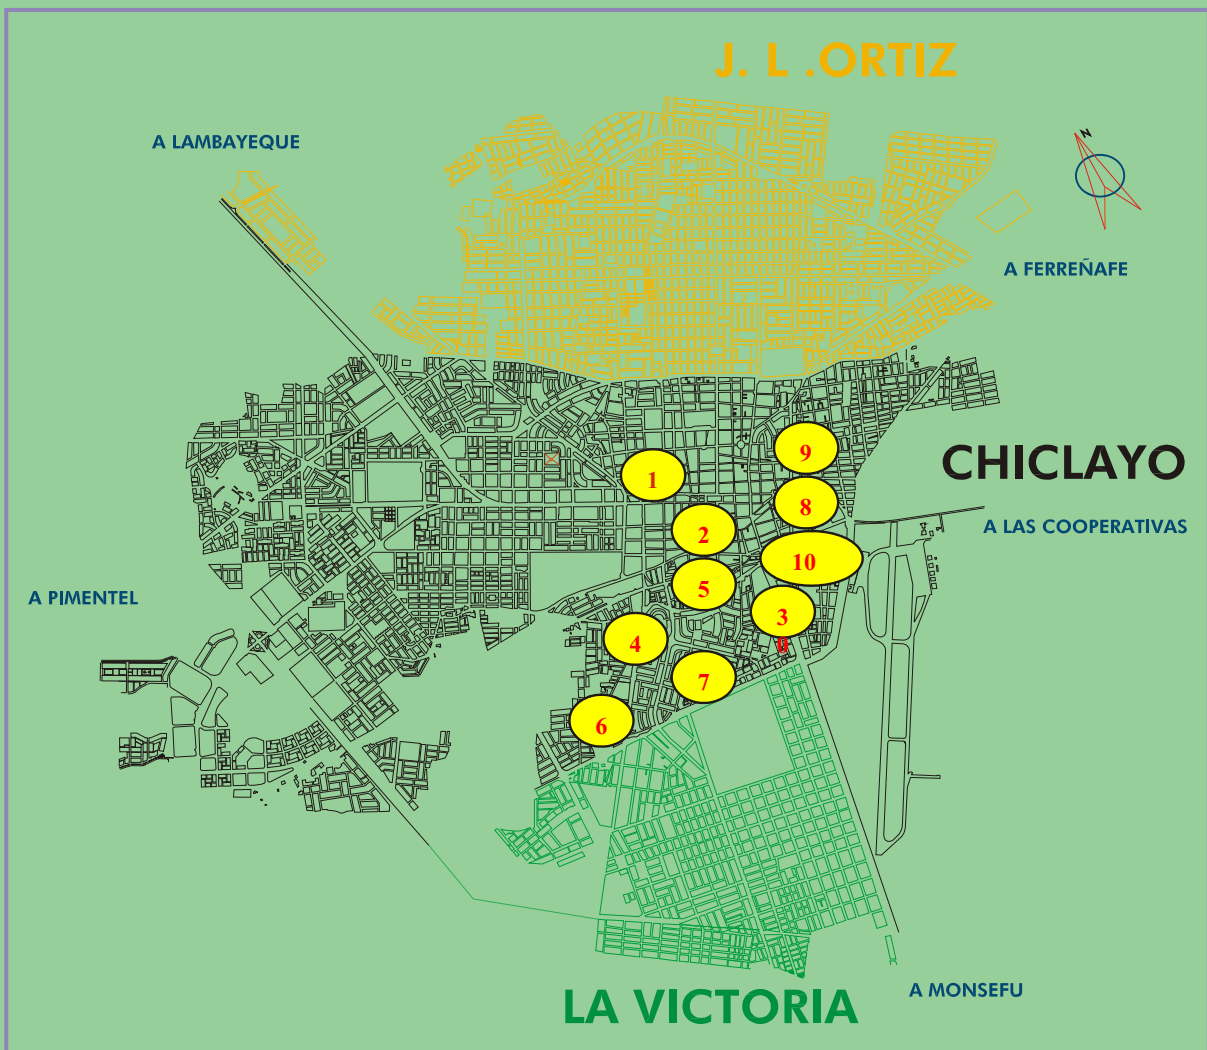 J. L .ORTIZ
A LAMBAYEQUE
N
A FERREÑAFE
9
CHICLAYO
1
8
A LAS COOPERATIVAS
2
10
5
A PIMENTEL
3
4
7
6
A MONSEFU
LA VICTORIA